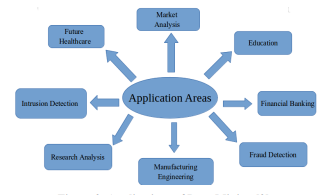 Market
Analysis
Future
Healthcare
Education
Intrusion Detection
Application Areas
Financial Banking
Research Analysis
Manufacturing
Engineering
Fraud Detection